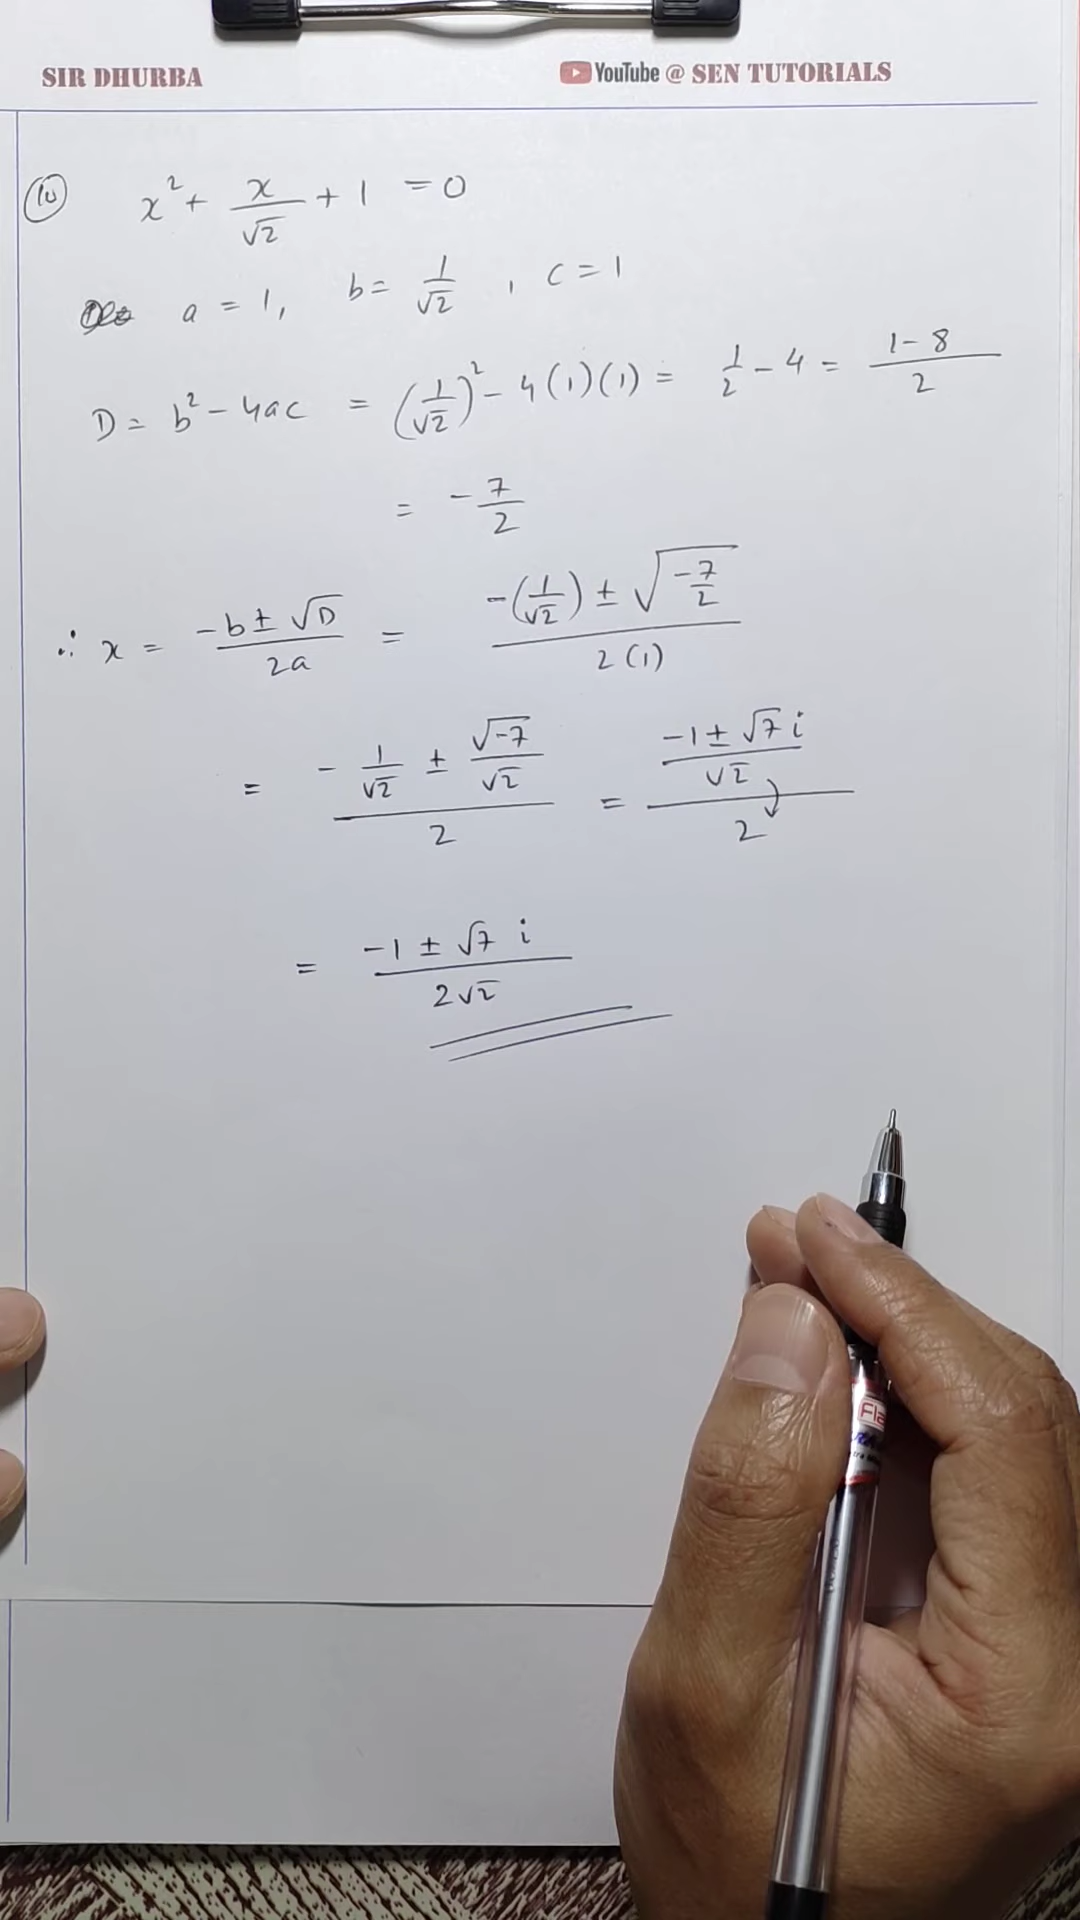 SIR DHURBA
YouTube @ SEN TUTORIALS
(10) x² + x/√2 + 1 = 0
a = 1, b = 1/√2 , c = 1
D = b² - 4ac = (1/√2)² - 4(1)(1) = 1/2 - 4 = (1-8)/2
= -7/2
∴ x = (-b ± √D)/2a = (-(1/√2) ± √(-7/2))/2(1)
= (-1/√2 ± √-7/√2)/2 = ((-1 ± √7 i)/√2)/2
= (-1 ± √7 i)/2√2
Fla